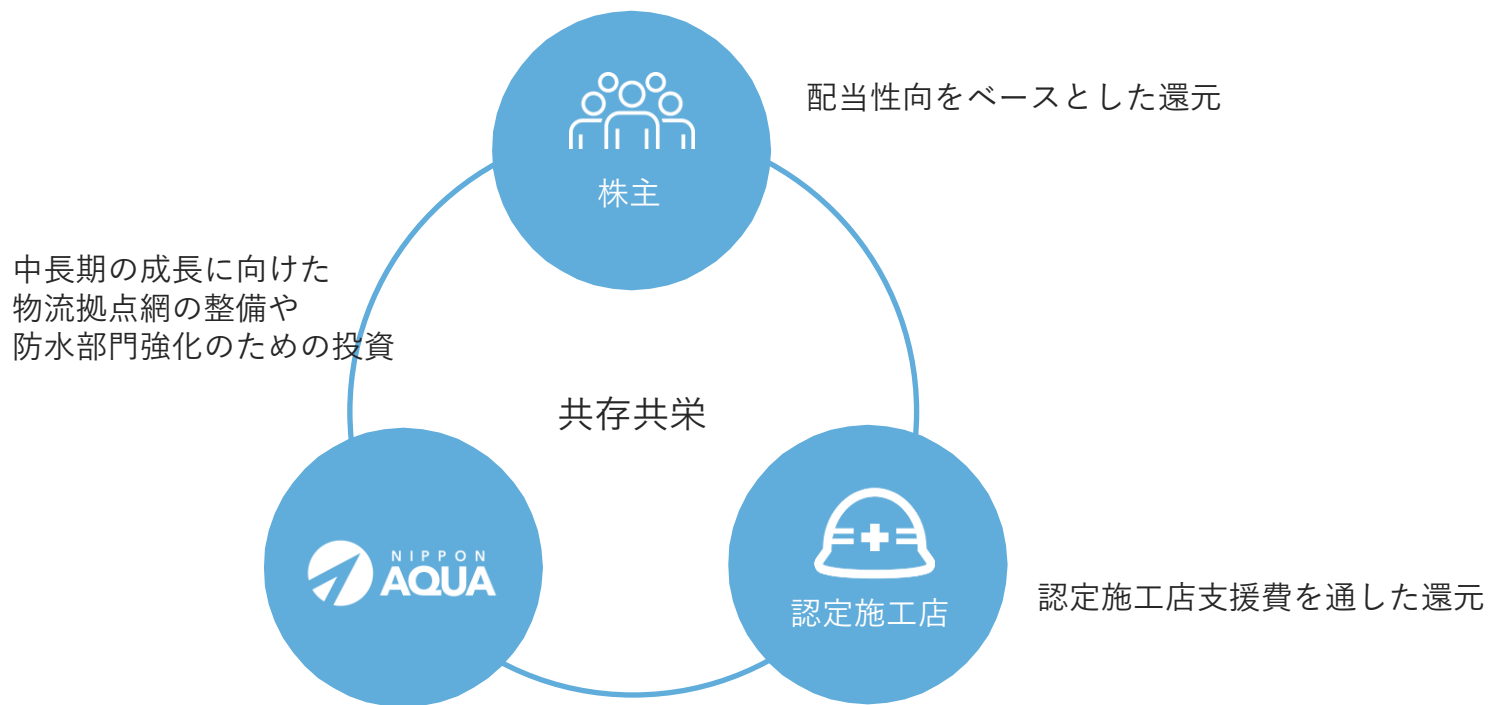 配当性向をベースとした還元
株主
中長期の成長に向けた
物流拠点網の整備や
防水部門強化のための投資
共存共栄
NIPPON
AQUA
認定施工店
認定施工店支援費を通した還元